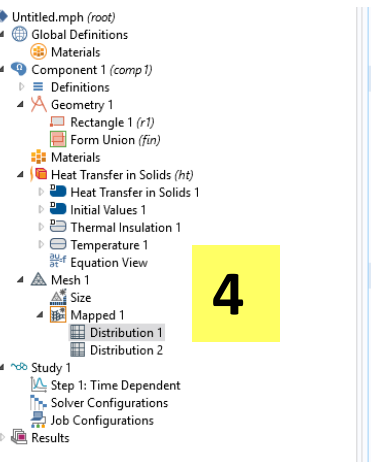 Untitled.mph (root)
Global Definitions
Materials
Component 1 (comp1)
Definitions
Geometry 1
Rectangle 1 (r1)
Form Union (fin)
Materials
Heat Transfer in Solids (ht)
Heat Transfer in Solids 1
Initial Values 1
Thermal Insulation 1
Temperature 1
Equation View
Mesh 1
Size
Mapped 1
Distribution 1
Distribution 2
4
Study 1
Step 1: Time Dependent
Solver Configurations
Job Configurations
Results